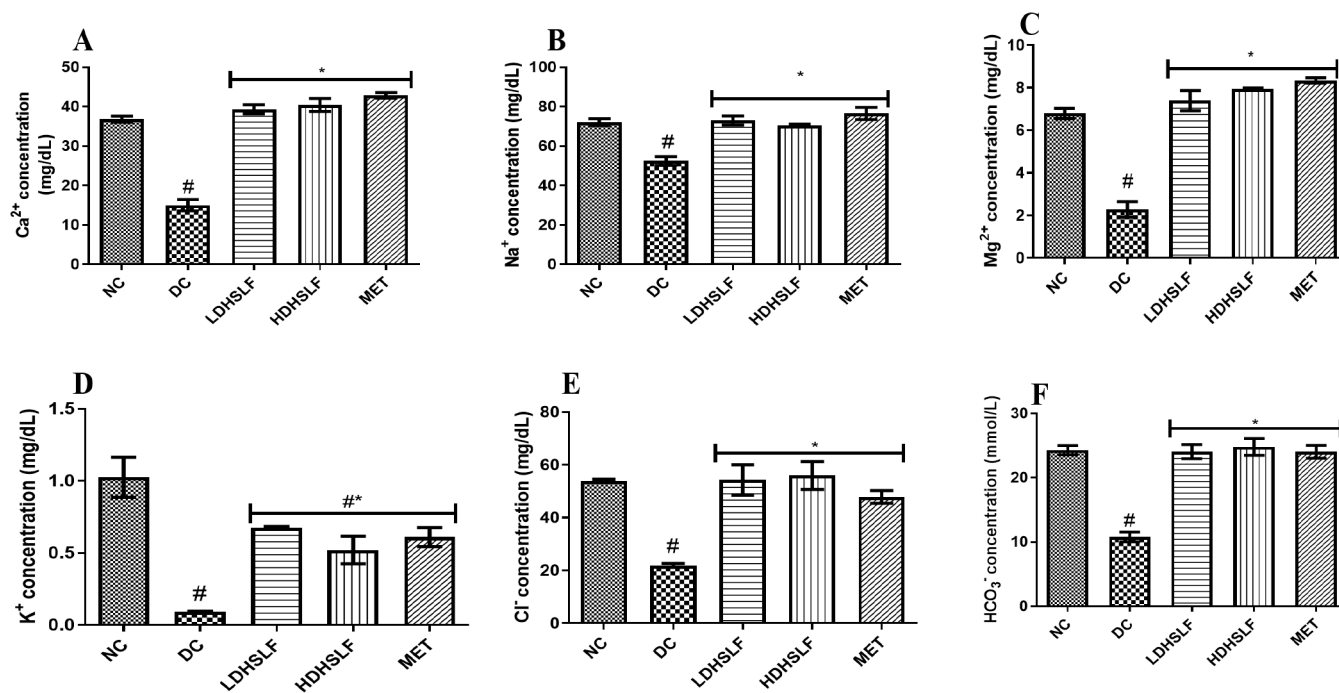 A
Ca²⁺ concentration
(mg/dL)
50
40
30
20
10
0
#
*
NC
DC
LDHSLF
HDHSLF
MET
B
Na⁺ concentration (mg/dL)
100
80
60
40
20
0
#
*
NC
DC
LDHSLF
HDHSLF
MET
C
Mg²⁺ concentration (mg/dL)
10
8
6
4
2
0
#
*
NC
DC
LDHSLF
HDHSLF
MET
D
K⁺ concentration (mg/dL)
1.5
1.0
0.5
0.0
#
#*
NC
DC
LDHSLF
HDHSLF
MET
E
Cl⁻ concentration (mg/dL)
80
60
40
20
0
#
*
NC
DC
LDHSLF
HDHSLF
MET
F
HCO₃⁻ concentration (mmol/L)
30
20
10
0
#
*
NC
DC
LDHSLF
HDHSLF
MET